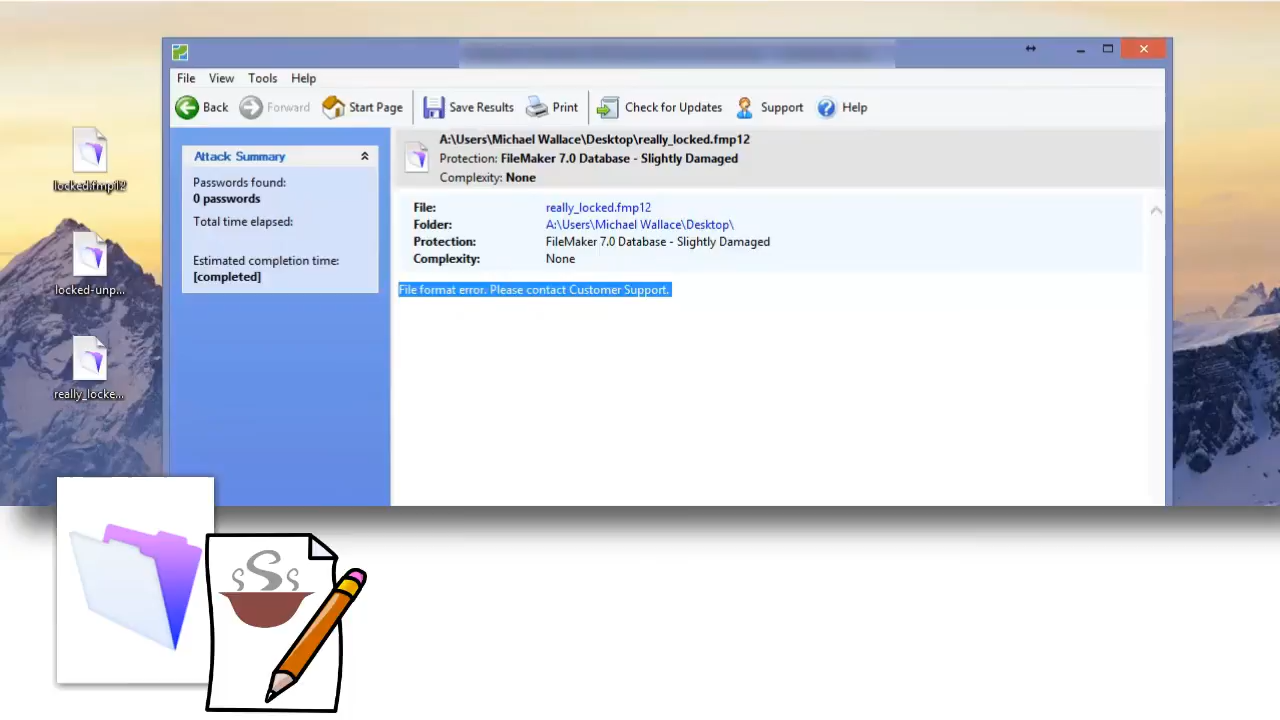 File View Tools Help
Back Forward Start Page Save Results Print Check for Updates Support Help
locked.fmp12
locked-unp...
really_locke...
Attack Summary
Passwords found:
0 passwords
Total time elapsed:
Estimated completion time:
[completed]
A:\Users\Michael Wallace\Desktop\really_locked.fmp12
Protection: FileMaker 7.0 Database - Slightly Damaged
Complexity: None
File: really_locked.fmp12
Folder: A:\Users\Michael Wallace\Desktop\
Protection: FileMaker 7.0 Database - Slightly Damaged
Complexity: None
File format error. Please contact Customer Support.